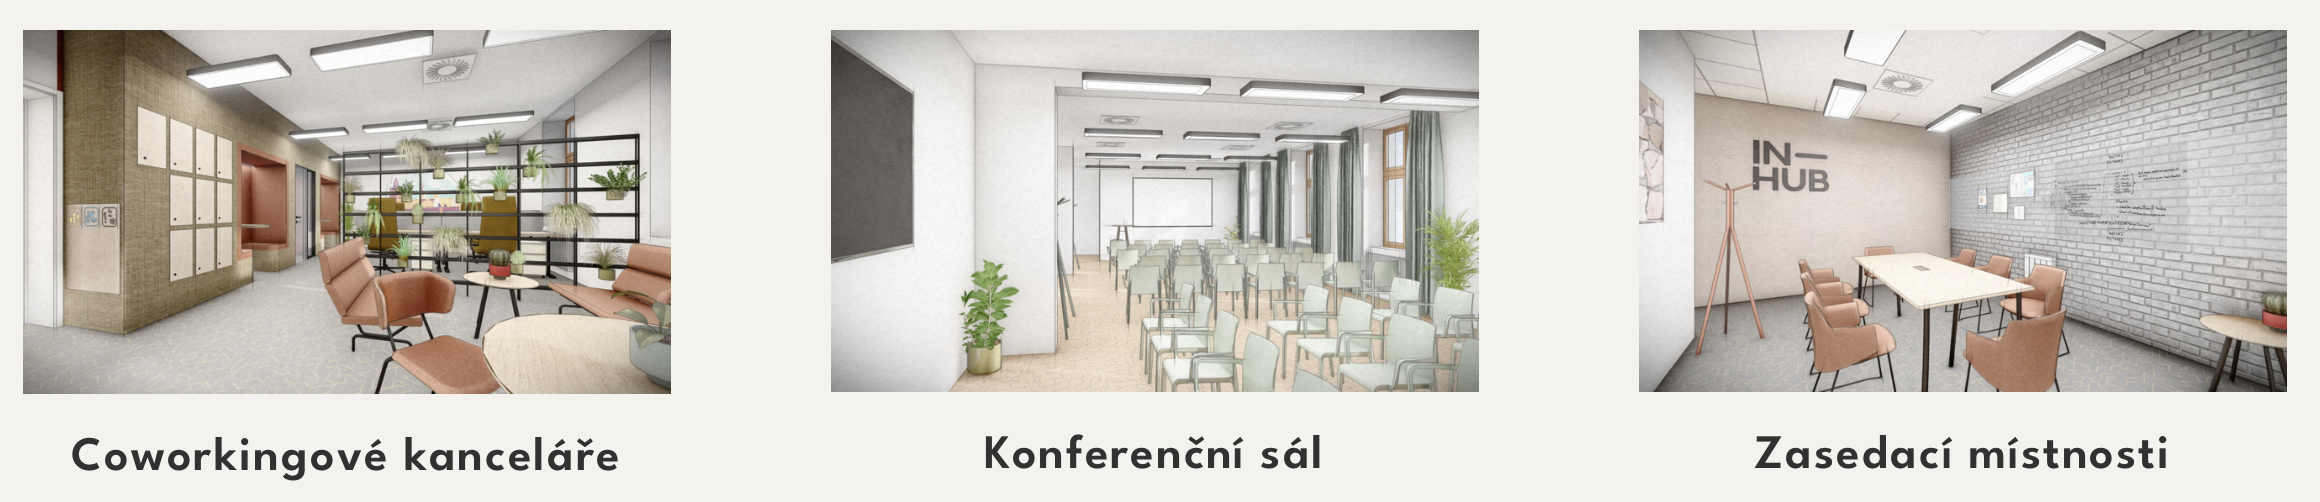 IN-
HUB
Coworkingové kanceláře
Konferenční sál
Zasedací místnosti